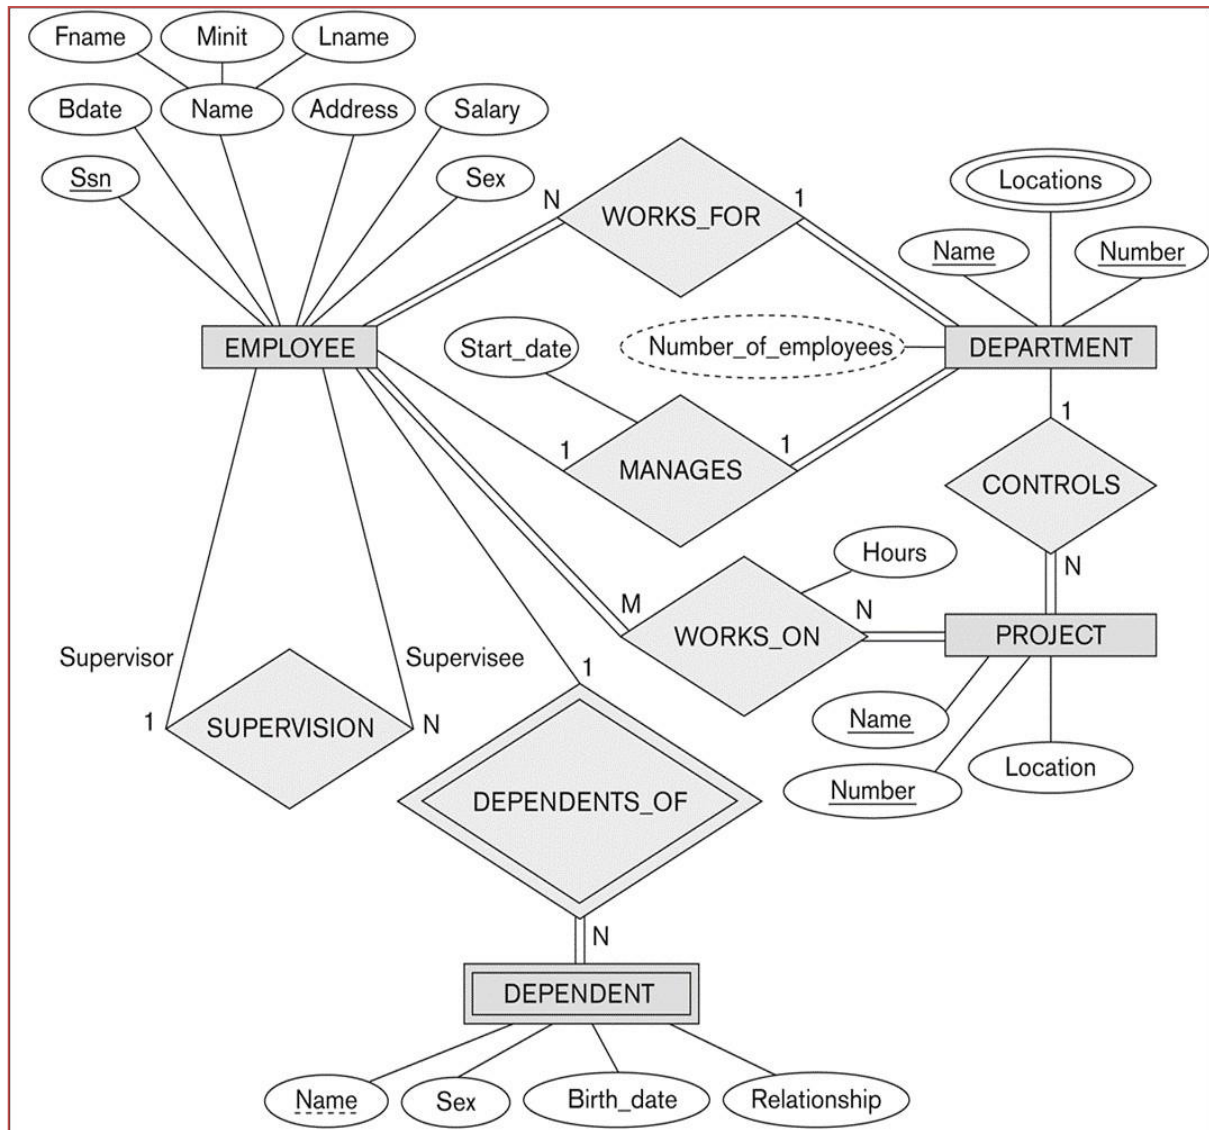 Fname
Minit
Lname
Bdate
Name
Address
Salary
Ssn
Sex
N
WORKS_FOR
1
Locations
Name
Number
EMPLOYEE
Start_date
Number_of_employees
DEPARTMENT
1
MANAGES
1
1
CONTROLS
N
Hours
M
WORKS_ON
N
PROJECT
Supervisor
Supervisee
1
SUPERVISION
N
1
Name
Number
Location
DEPENDENTS_OF
N
DEPENDENT
Name
Sex
Birth_date
Relationship